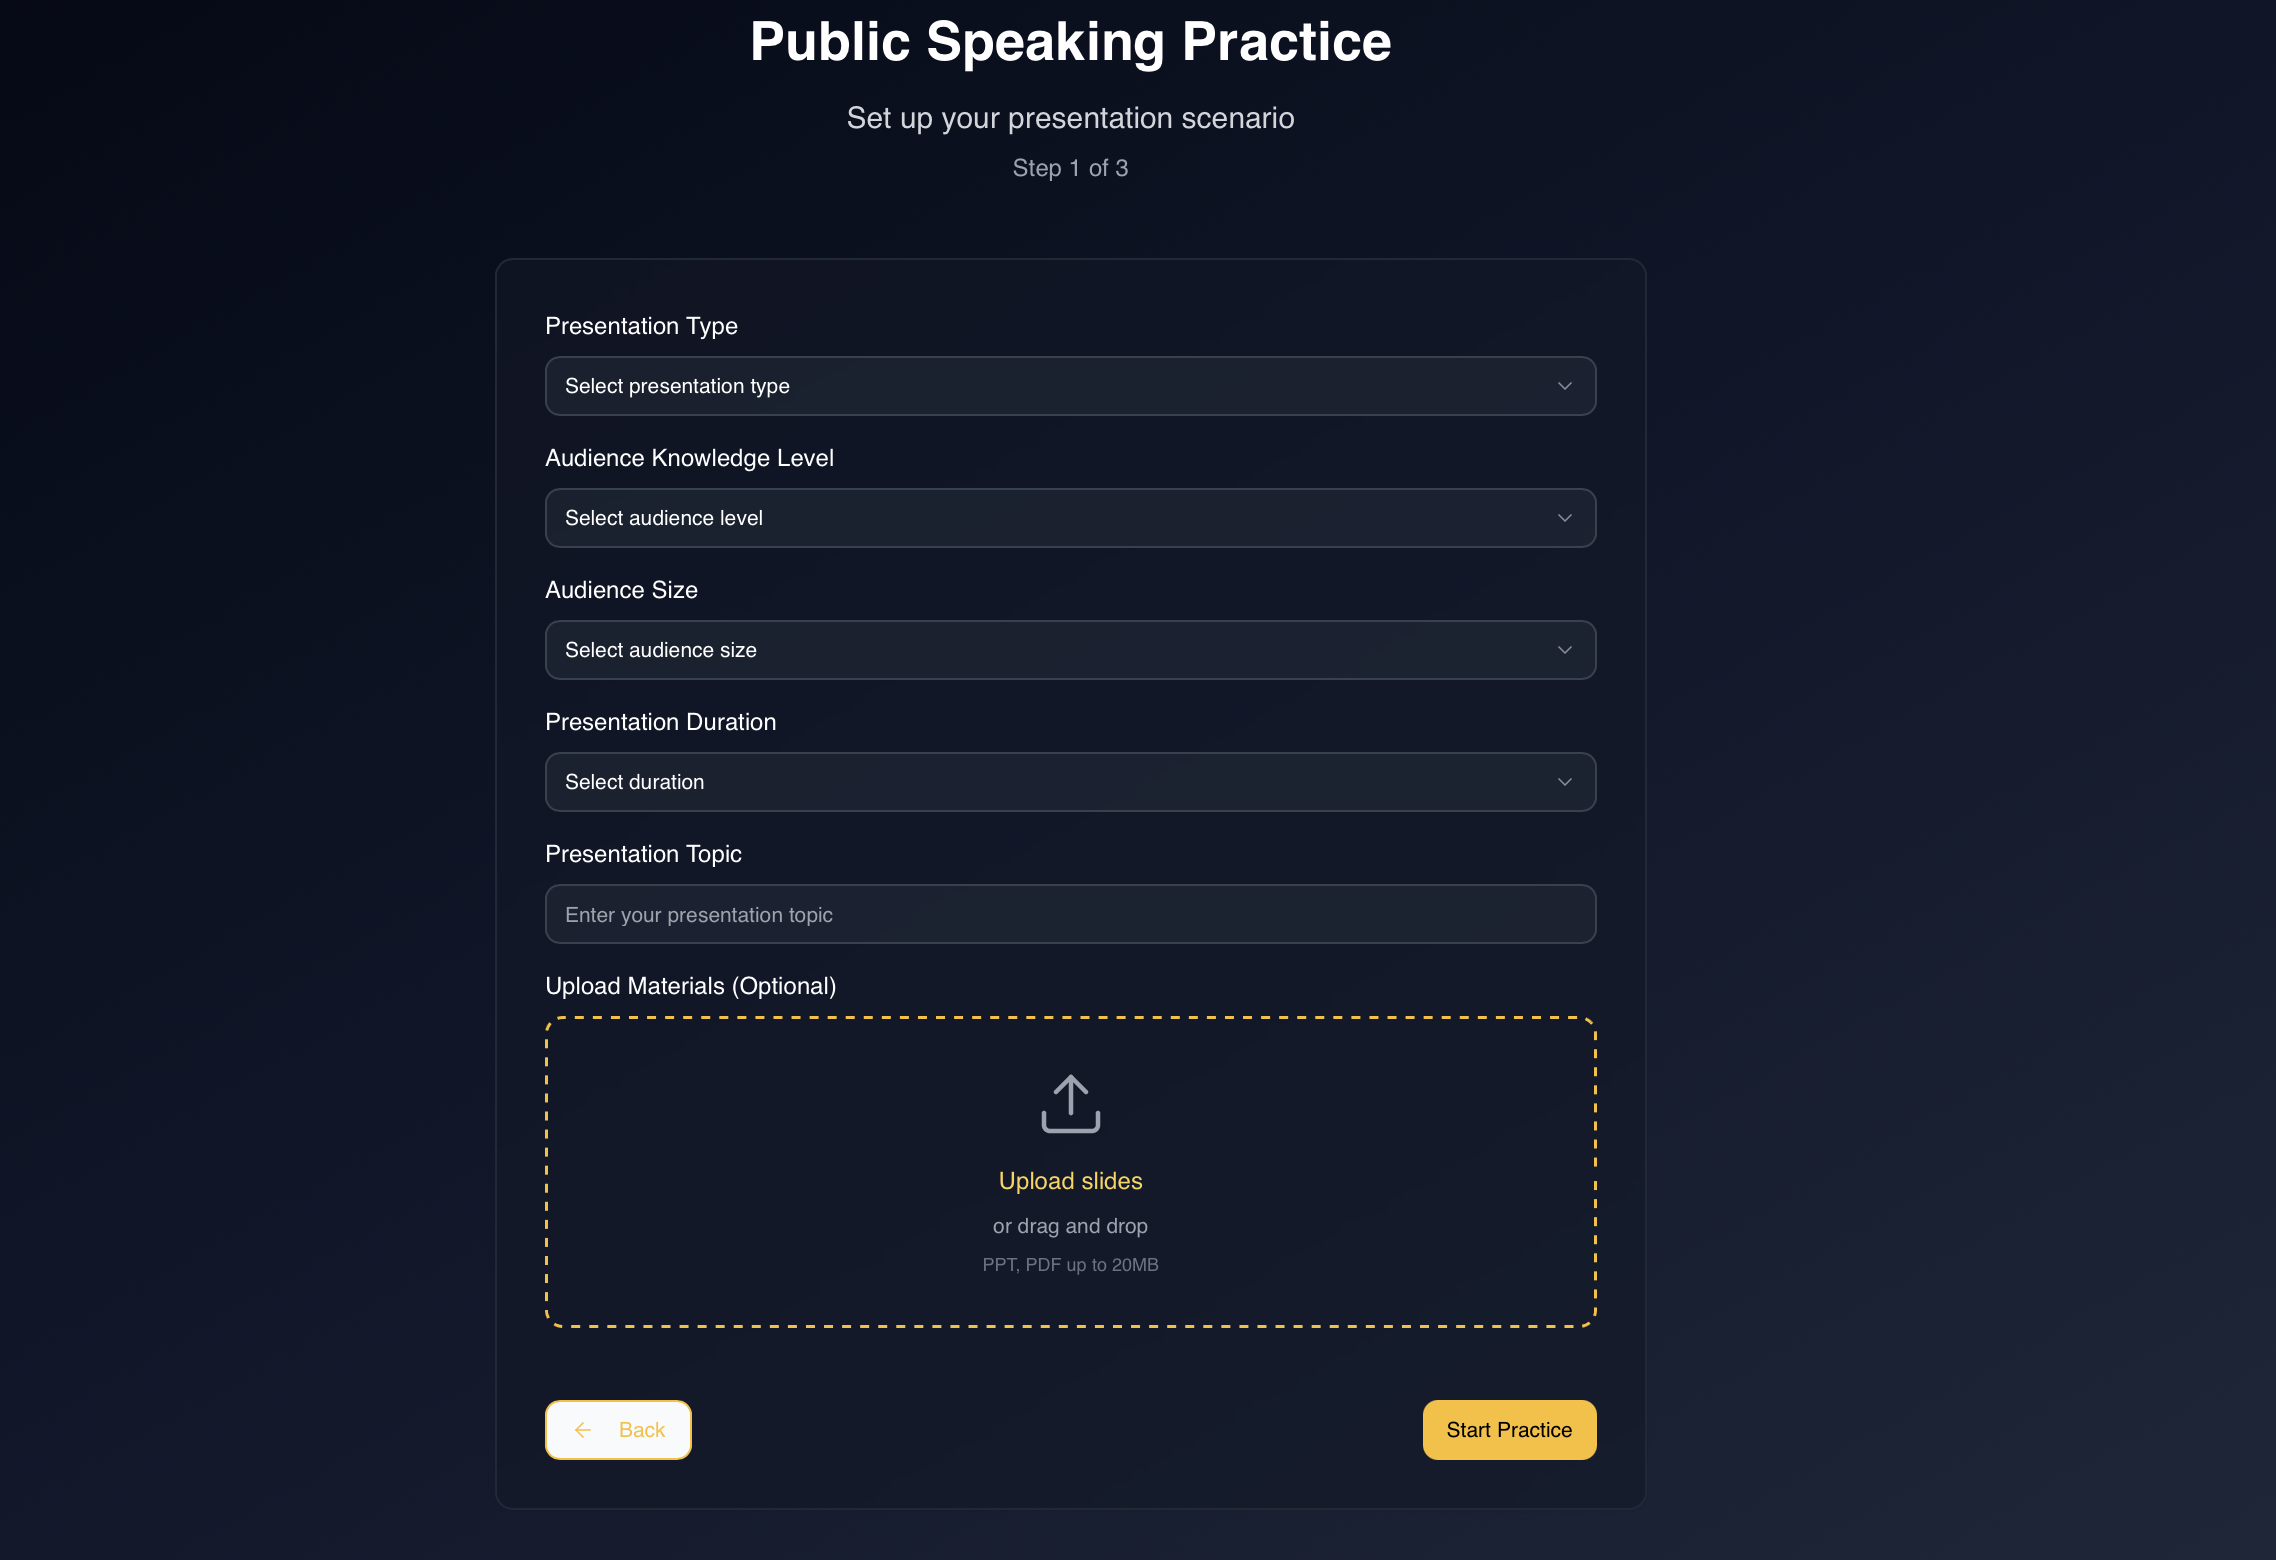 Public Speaking Practice
Set up your presentation scenario
Step 1 of 3
Presentation Type
Select presentation type
Audience Knowledge Level
Select audience level
Audience Size
Select audience size
Presentation Duration
Select duration
Presentation Topic
Enter your presentation topic
Upload Materials (Optional)
Upload slides
or drag and drop
PPT, PDF up to 20MB
Back
Start Practice